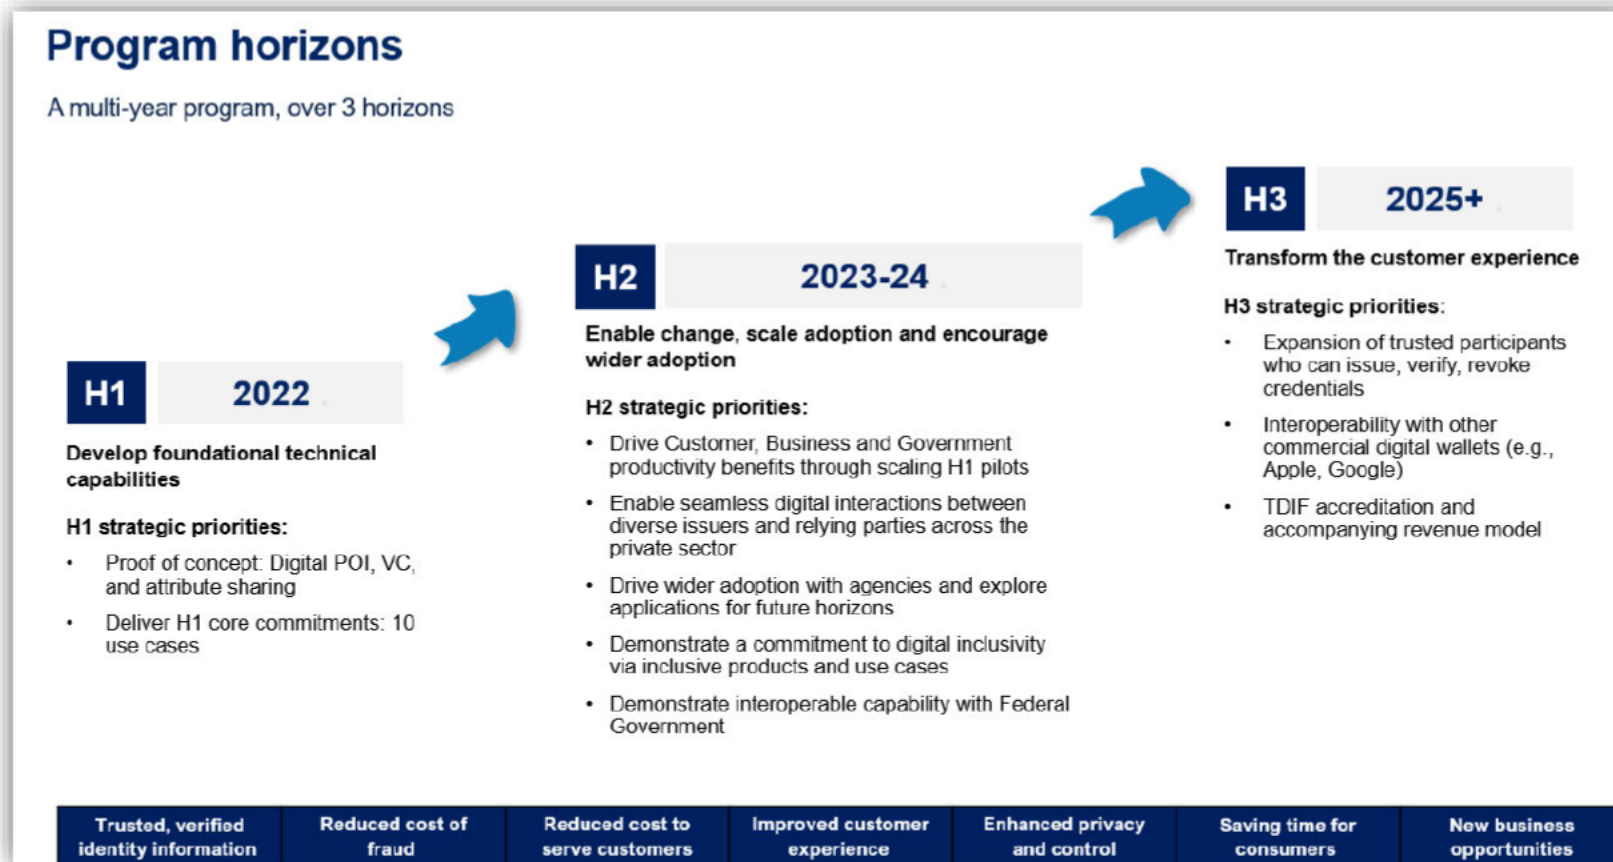 Program horizons
A multi-year program, over 3 horizons
H1
2022
Develop foundational technical
capabilities
H1 strategic priorities:
• Proof of concept: Digital POI, VC,
and attribute sharing
• Deliver H1 core commitments: 10
use cases
H2
2023-24
Enable change, scale adoption and encourage
wider adoption
H2 strategic priorities:
• Drive Customer, Business and Government
productivity benefits through scaling H1 pilots
• Enable seamless digital interactions between
diverse issuers and relying parties across the
private sector
• Drive wider adoption with agencies and explore
applications for future horizons
• Demonstrate a commitment to digital inclusivity
via inclusive products and use cases
• Demonstrate interoperable capability with Federal
Government
H3
2025+
Transform the customer experience
H3 strategic priorities:
• Expansion of trusted participants
who can issue, verify, revoke
credentials
• Interoperability with other
commercial digital wallets (e.g.,
Apple, Google)
• TDIF accreditation and
accompanying revenue model
Trusted, verified
identity information
Reduced cost of
fraud
Reduced cost to
serve customers
Improved customer
experience
Enhanced privacy
and control
Saving time for
consumers
New business
opportunities